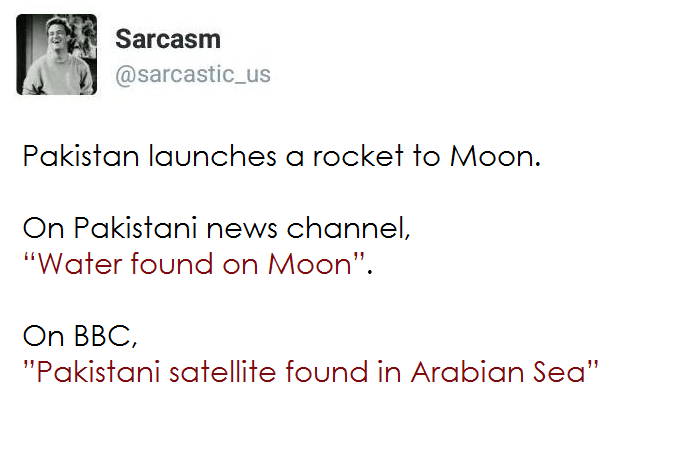 Sarcasm
@sarcastic_us
Pakistan launches a rocket to Moon.
On Pakistani news channel,
“Water found on Moon”.
On BBC,
”Pakistani satellite found in Arabian Sea”